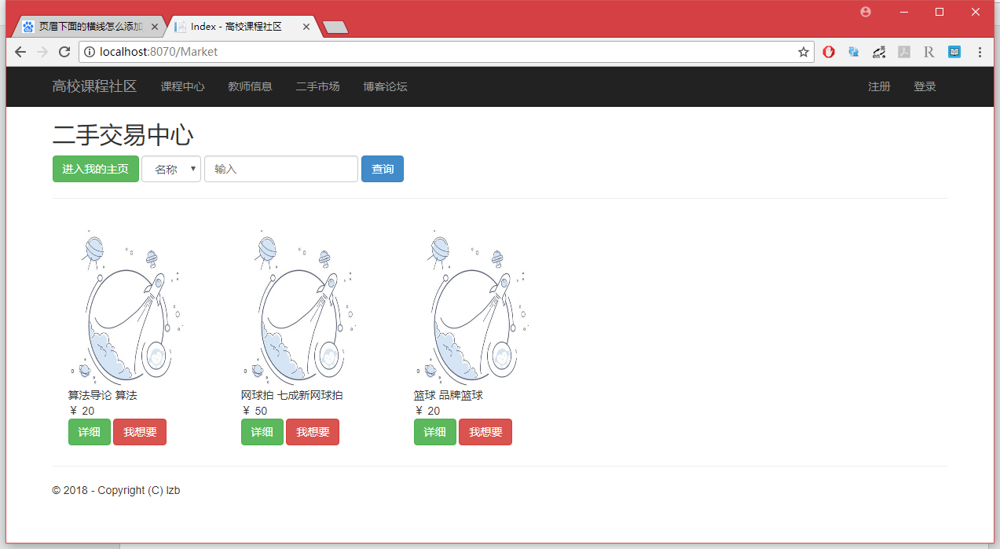 页眉下面的横线怎么添加
Index - 高校课程社区
localhost:8070/Market
高校课程社区 课程中心 教师信息 二手市场 博客论坛 注册 登录
二手交易中心
进入我的主页 名称 输入 查询
算法导论 算法 网球拍 七成新网球拍 篮球 品牌篮球
¥ 20 ¥ 50 ¥ 20
详细 我想要 详细 我想要 详细 我想要
© 2018 - Copyright (C) lzb